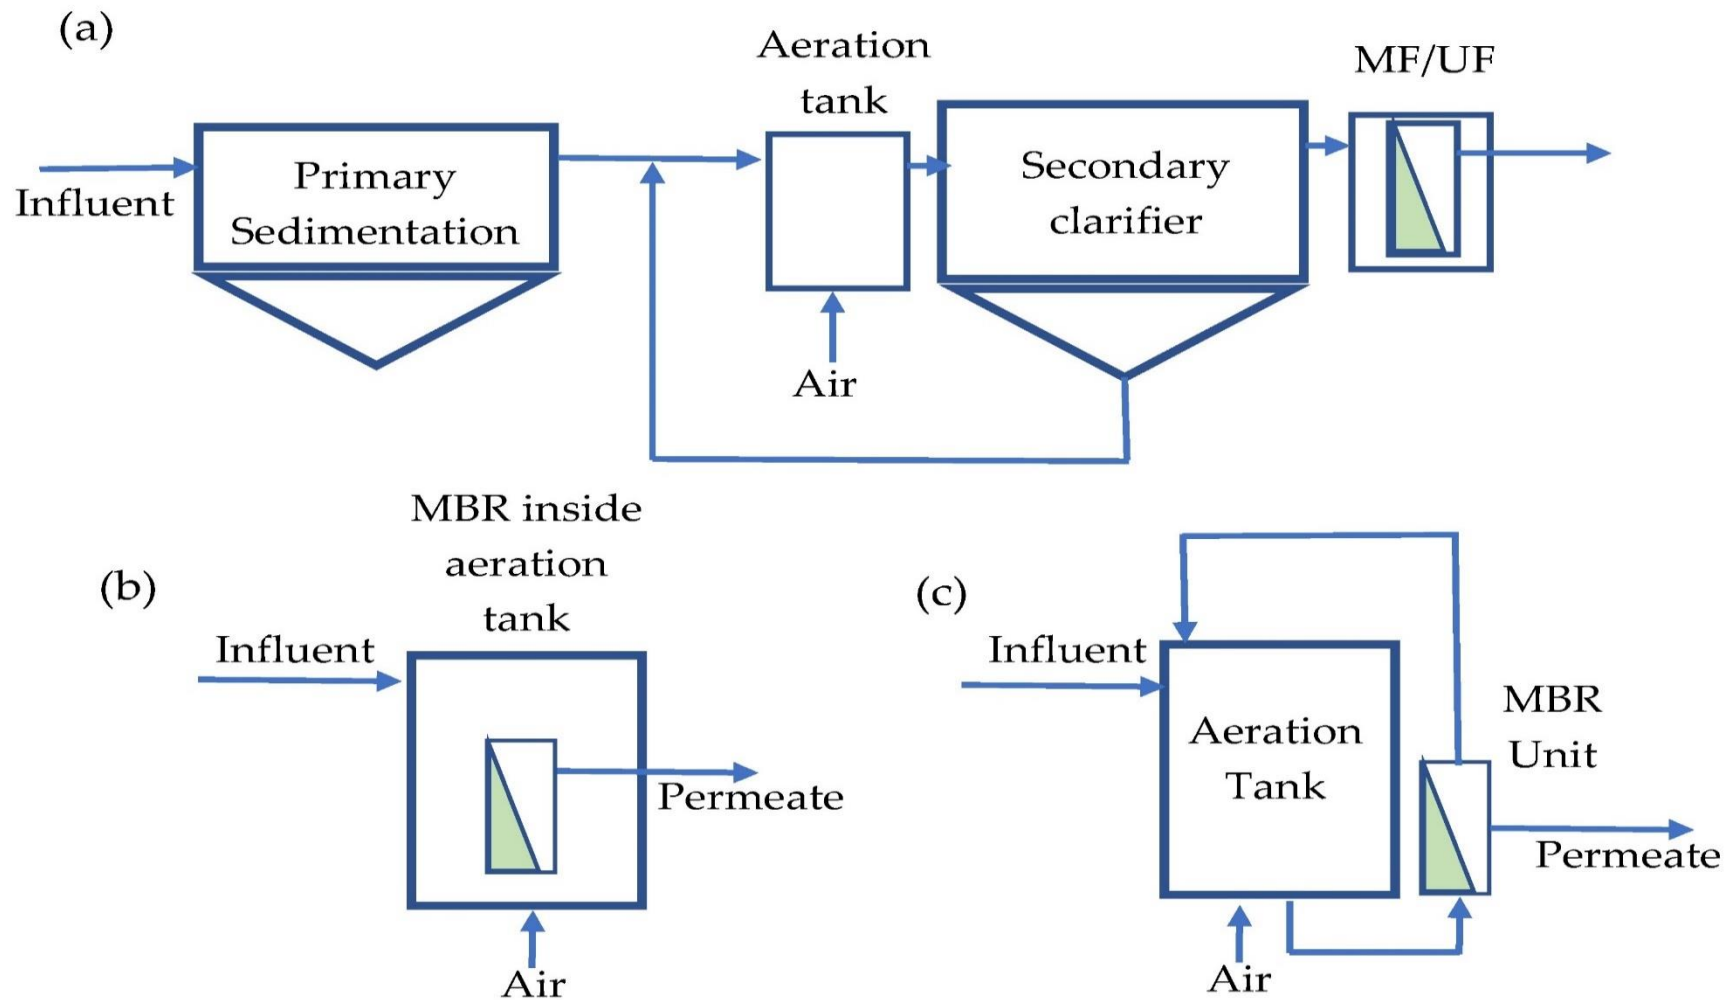 (a)
Influent
Primary
Sedimentation
Aeration
tank
Air
Secondary
clarifier
MF/UF
(b)
MBR inside
aeration
tank
Influent
Permeate
Air
(c)
Influent
Aeration
Tank
Air
MBR
Unit
Permeate